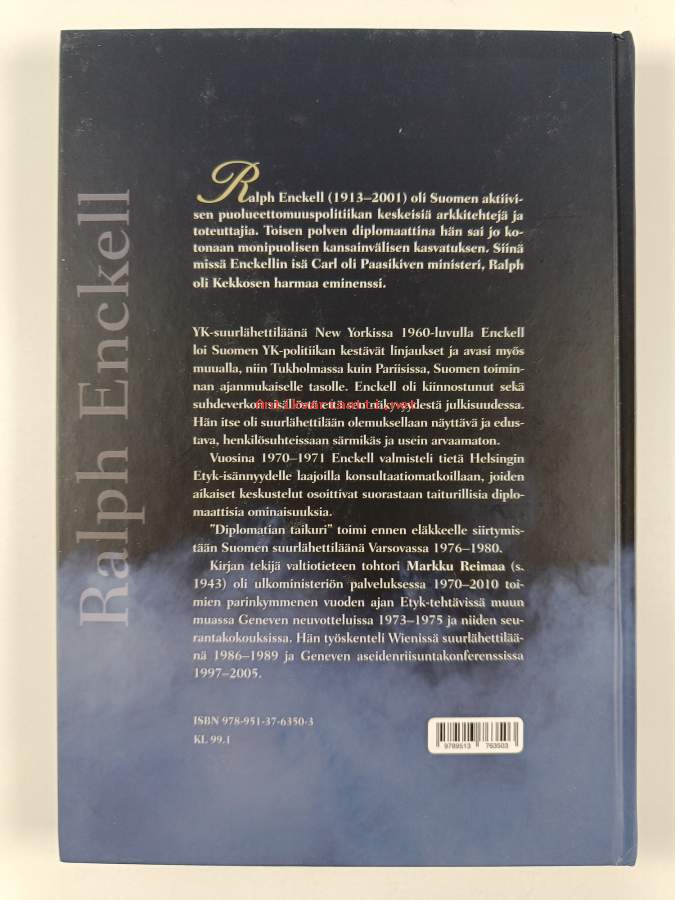 Ralph Enckell
Ralph Enckell (1913–2001) oli Suomen aktiivi-
sen puolueettomuuspolitiikan keskeisiä arkkitehtejä ja
toteuttajia. Toisen polven diplomaattina hän sai jo ko-
tonaan monipuolisen kansainvälisen kasvatuksen. Siinä
missä Enckellin isä Carl oli Paasikiven ministeri, Ralph
oli Kekkosen harmaa eminenssi.
YK-suurlähettiläänä New Yorkissa 1960-luvulla Enckell
loi Suomen YK-politiikan kestävät linjaukset ja avasi myös
muualla, niin Tukholmassa kuin Pariisissa, Suomen toimin-
nan ajanmukaiselle tasolle. Enckell oli kiinnostunut sekä
suhdeverkon sisällöstä että sen näkyvyydestä julkisuudessa.
Hän itse oli suurlähettilään olemuksellaan näyttävä ja edus-
tava, henkilösuhteissaan särmikäs ja usein arvaamaton.
Vuosina 1970–1971 Enckell valmisteli tietä Helsingin
Etyk-isännyydelle laajoilla konsultaatiomatkoillaan, joiden
aikaiset keskustelut osoittivat suorastaan taiturillisia diplo-
maattisia ominaisuuksia.
"Diplomatian taikuri" toimi ennen eläkkeelle siirtymis-
tään Suomen suurlähettiläänä Varsovassa 1976–1980.
Kirjan tekijä valtiotieteen tohtori Markku Reimaa (s.
1943) oli ulkoministeriön palveluksessa 1970–2010 toi-
mien parinkymmenen vuoden ajan Etyk-tehtävissä muun
muassa Geneven neuvotteluissa 1973–1975 ja niiden seu-
rantakokouksissa. Hän työskenteli Wienissä suurlähettilää-
nä 1986–1989 ja Geneven aseidenriisuntakonferenssissa
1997–2005.
ISBN 978-951-37-6350-3
KL 99.1
9789513 763503